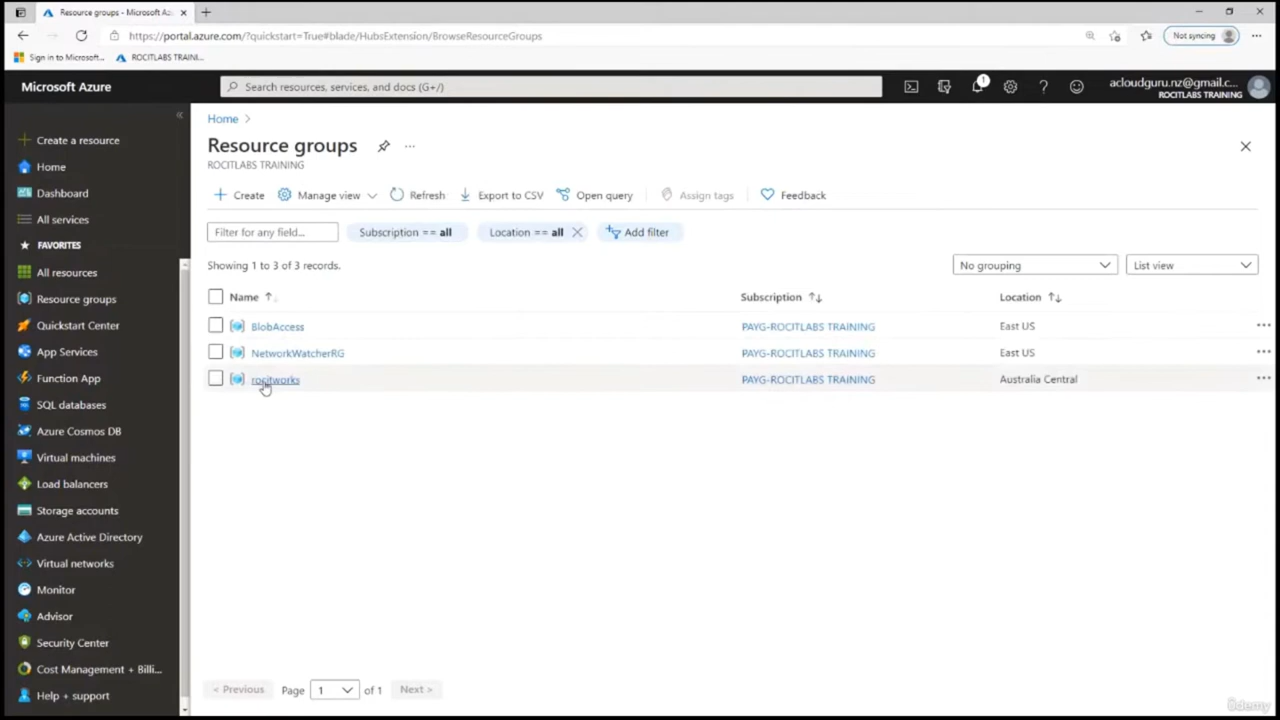 Resource groups - Microsoft Az
https://portal.azure.com/?quickstart=True#blade/HubsExtension/BrowseResourceGroups
Not syncing
Sign in to Microsoft...
ROCITLABS TRAINI...
Microsoft Azure
Search resources, services, and docs (G+/)
1
acloudguru.nz@gmail.c...
ROCITLABS TRAINING
Create a resource
Home
Dashboard
All services
FAVORITES
All resources
Resource groups
Quickstart Center
App Services
Function App
SQL databases
Azure Cosmos DB
Virtual machines
Load balancers
Storage accounts
Azure Active Directory
Virtual networks
Monitor
Advisor
Security Center
Cost Management + Billi...
Help + support
Home >
Resource groups
ROCITLABS TRAINING
Create
Manage view
Refresh
Export to CSV
Open query
Assign tags
Feedback
Filter for any field...
Subscription == all
Location == all
Add filter
Showing 1 to 3 of 3 records.
No grouping
List view
Name Subscription Location
BlobAccess PAYG-ROCITLABS TRAINING East US
NetworkWatcherRG PAYG-ROCITLABS TRAINING East US
rocitworks PAYG-ROCITLABS TRAINING Australia Central
< Previous Page 1 of 1 Next >
ûdemy